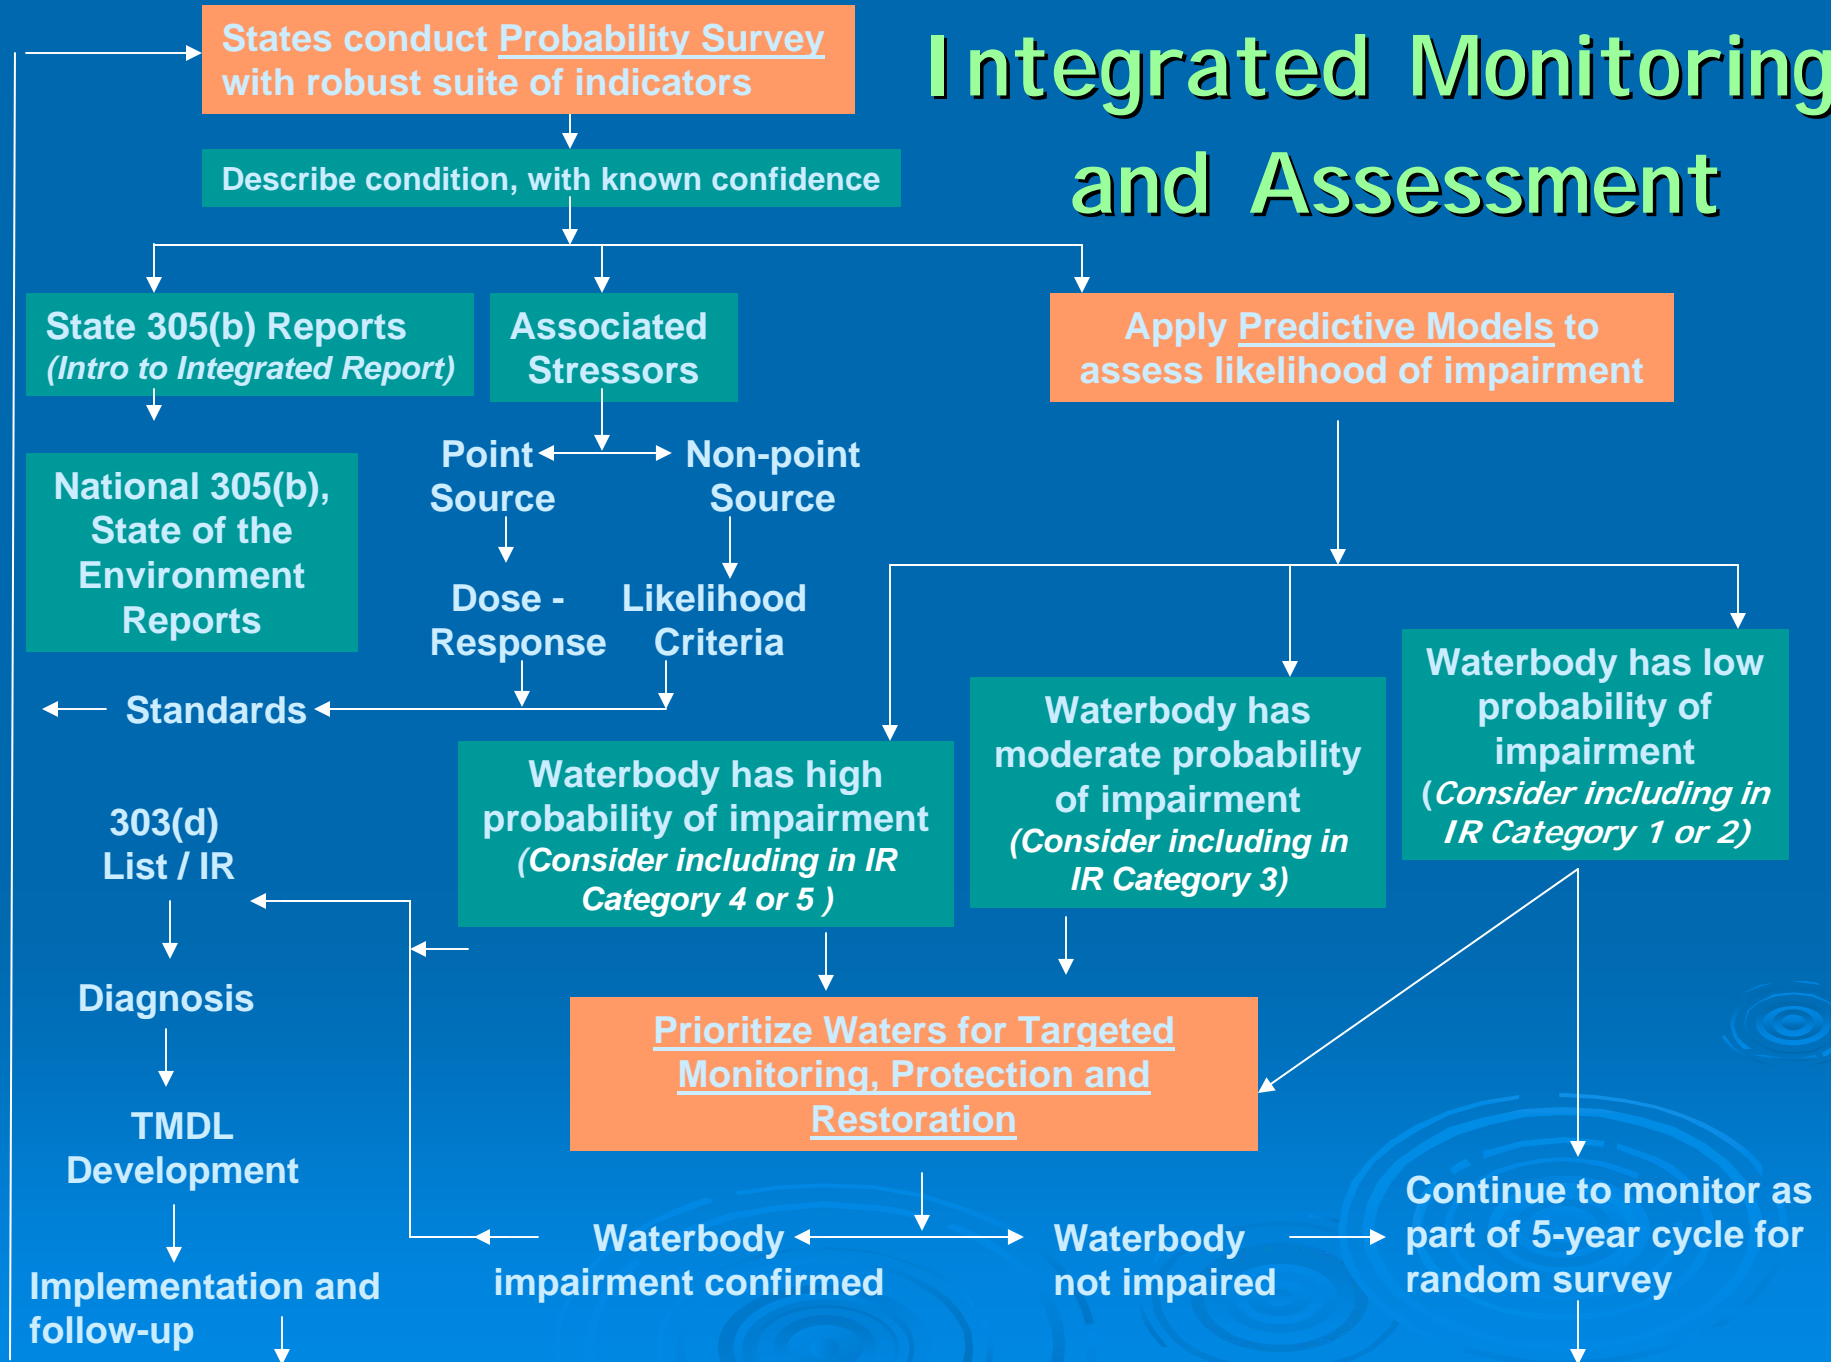 Integrated Monitoring
and Assessment
States conduct Probability Survey
with robust suite of indicators
Describe condition, with known confidence
State 305(b) Reports
(Intro to Integrated Report)
Associated
Stressors
Apply Predictive Models to
assess likelihood of impairment
National 305(b),
State of the
Environment
Reports
Point
Source
Non-point
Source
Dose -
Response
Likelihood
Criteria
Standards
Waterbody has high
probability of impairment
(Consider including in IR
Category 4 or 5 )
Waterbody has
moderate probability
of impairment
(Consider including in
IR Category 3)
Waterbody has low
probability of
impairment
(Consider including in
IR Category 1 or 2)
303(d)
List / IR
Diagnosis
TMDL
Development
Implementation and
follow-up
Prioritize Waters for Targeted
Monitoring, Protection and
Restoration
Waterbody
impairment confirmed
Waterbody
not impaired
Continue to monitor as
part of 5-year cycle for
random survey